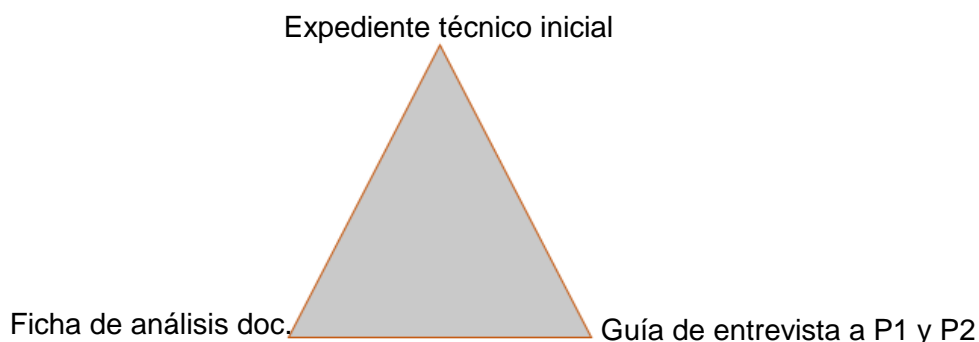 Expediente técnico inicial
Ficha de análisis doc.
Guía de entrevista a P1 y P2